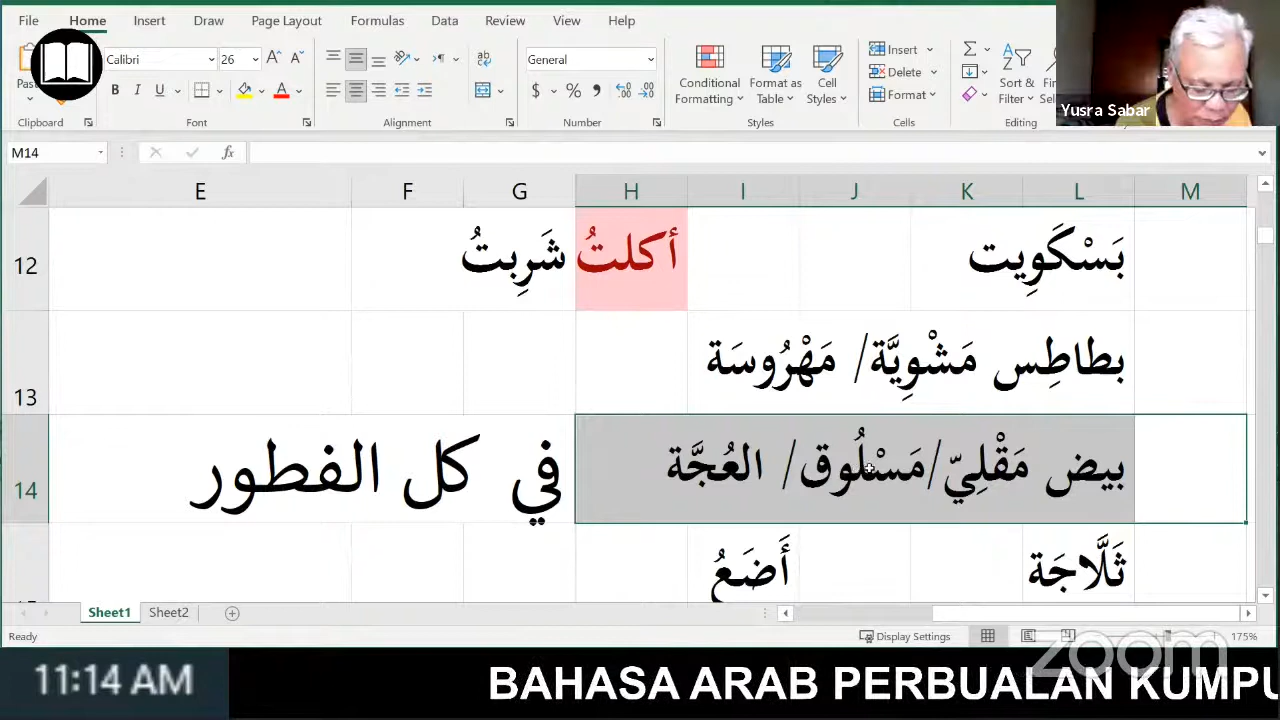 File Home Insert Draw Page Layout Formulas Data Review View Help
Calibri 26 General Insert
Conditional Formatting Format as Table Cell Styles Delete Sort & Filter
Format
Clipboard Font Alignment Number Styles Cells Editing
Yusra Sabar
M14 fx
E F G H I J K L M
12 بَسْكَوِيت أكلتُ شَرِبتُ
13 بطاطِس مَشْوِيَّة/ مَهْرُوسَة
14 بيض مَقْلِيّ/مَسْلُوق/ العُجَّة في كل الفطور
ثَلَّاجَة أَضَعُ
Sheet1 Sheet2
Ready Display Settings 175%
zoom
11:14 AM BAHASA ARAB PERBUALAN KUMPU